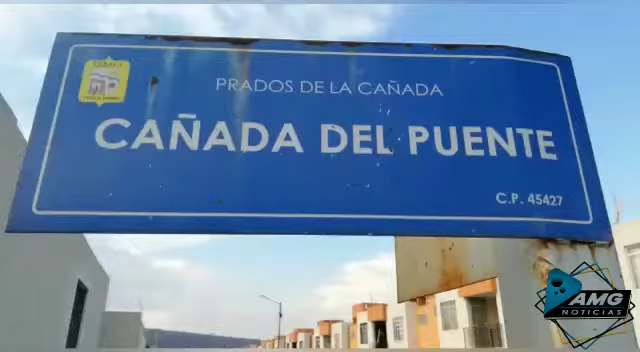 PRADOS DE LA CAÑADA
CAÑADA DEL PUENTE
C.P. 45427
AMG
NOTICIAS